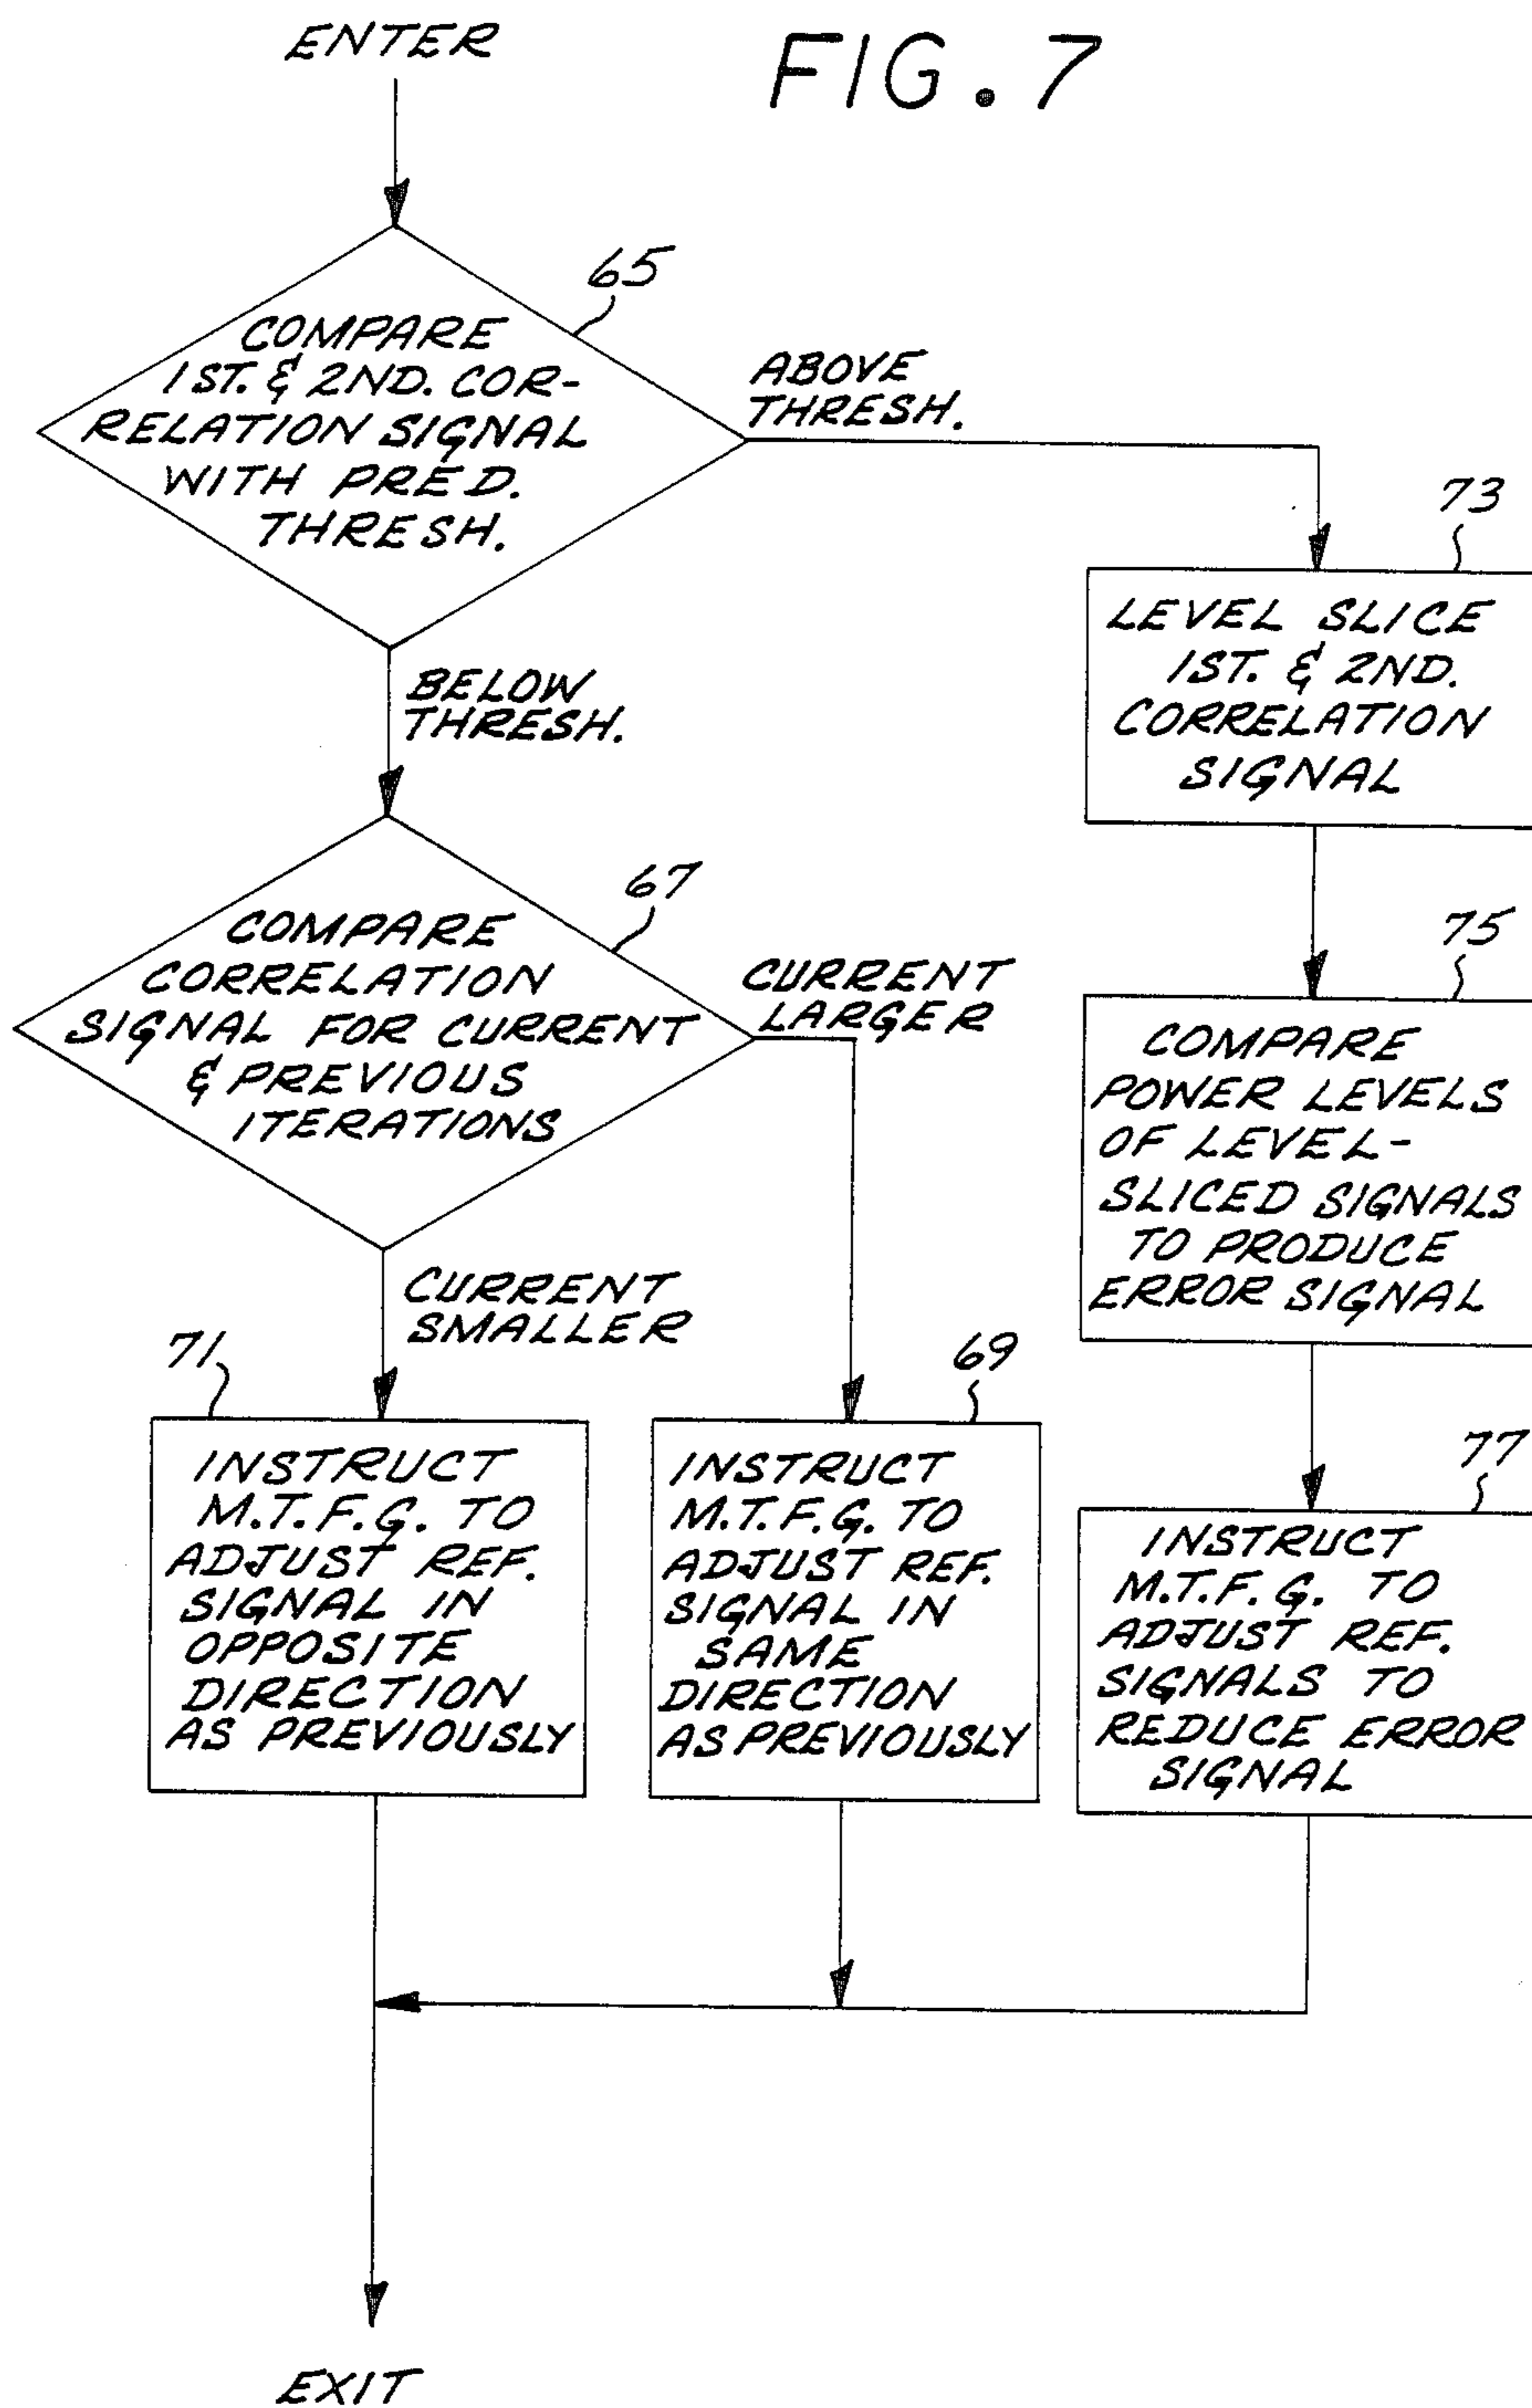 ENTER
FIG. 7
65
COMPARE
1ST. & 2ND. COR-
RELATION SIGNAL
WITH PRED.
THRESH.
ABOVE
THRESH.
BELOW
THRESH.
73
LEVEL SLICE
1ST. & 2ND.
CORRELATION
SIGNAL
67
COMPARE
CORRELATION
SIGNAL FOR CURRENT
& PREVIOUS
ITERATIONS
CURRENT
LARGER
CURRENT
SMALLER
75
COMPARE
POWER LEVELS
OF LEVEL-
SLICED SIGNALS
TO PRODUCE
ERROR SIGNAL
71
INSTRUCT
M.T.F.G. TO
ADJUST REF.
SIGNAL IN
OPPOSITE
DIRECTION
AS PREVIOUSLY
69
INSTRUCT
M.T.F.G. TO
ADJUST REF.
SIGNAL IN
SAME
DIRECTION
AS PREVIOUSLY
77
INSTRUCT
M.T.F.G. TO
ADJUST REF.
SIGNALS TO
REDUCE ERROR
SIGNAL
EXIT